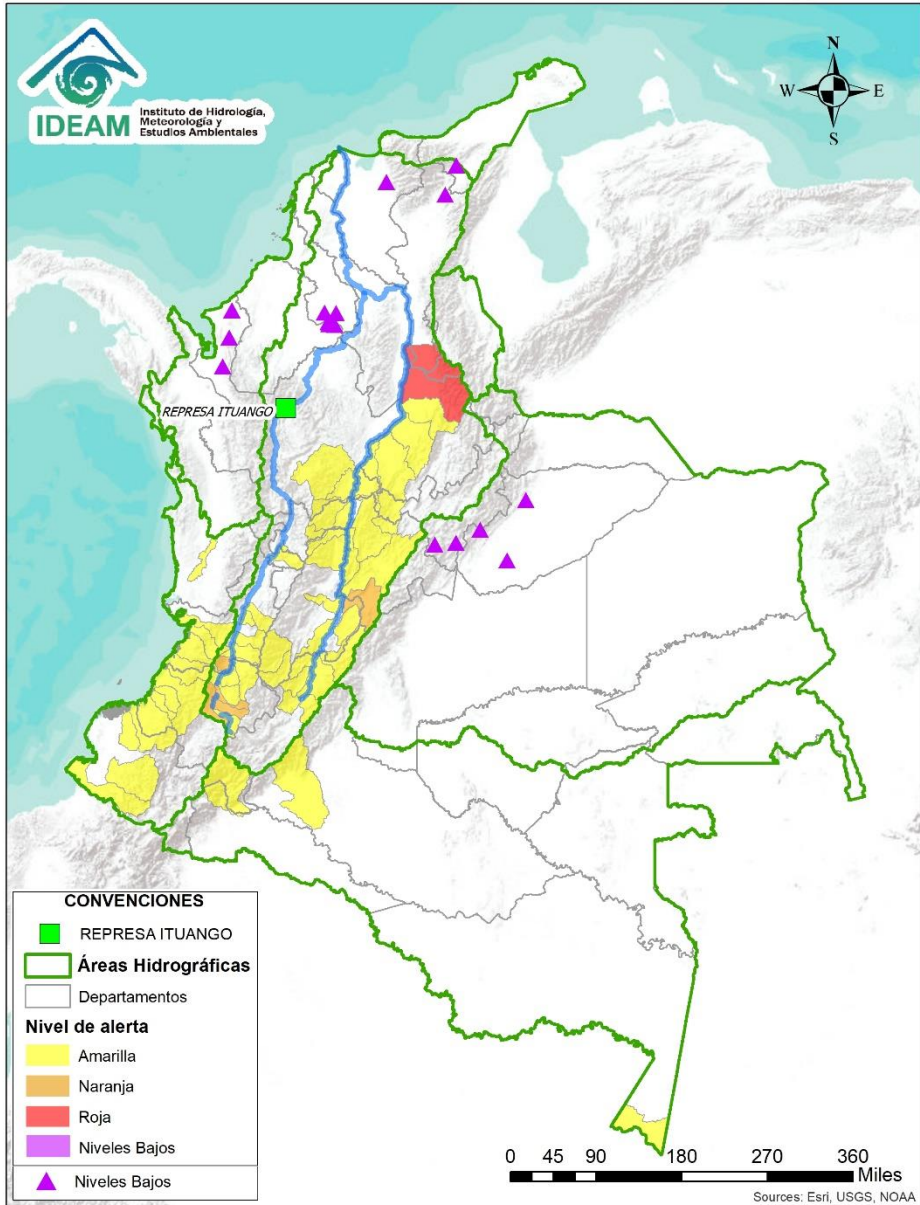 IDEAM
Instituto de Hidrología,
Meteorología y
Estudios Ambientales
N
W
E
S
REPRESA ITUANGO
CONVENCIONES
REPRESA ITUANGO
Áreas Hidrográficas
Departamentos
Nivel de alerta
Amarilla
Naranja
Roja
Niveles Bajos
Niveles Bajos
0 45 90 180 270 360
Miles
Sources: Esri, USGS, NOAA